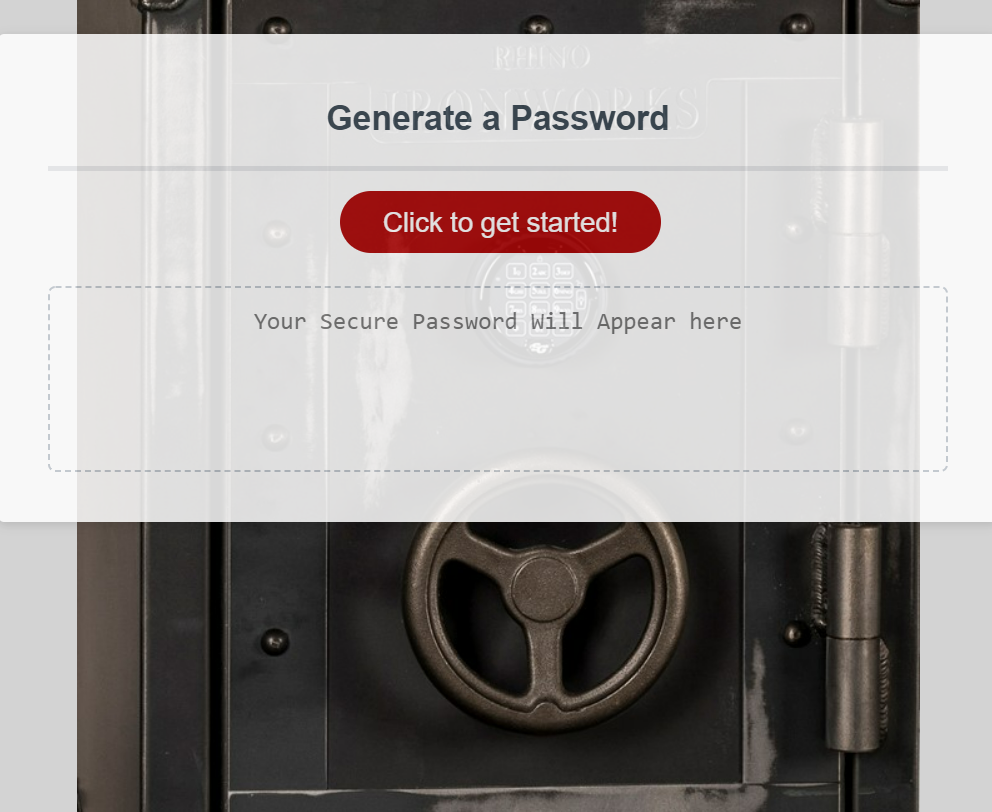 RHINO
IRONWORKS
Generate a Password
Click to get started!
Your Secure Password Will Appear here